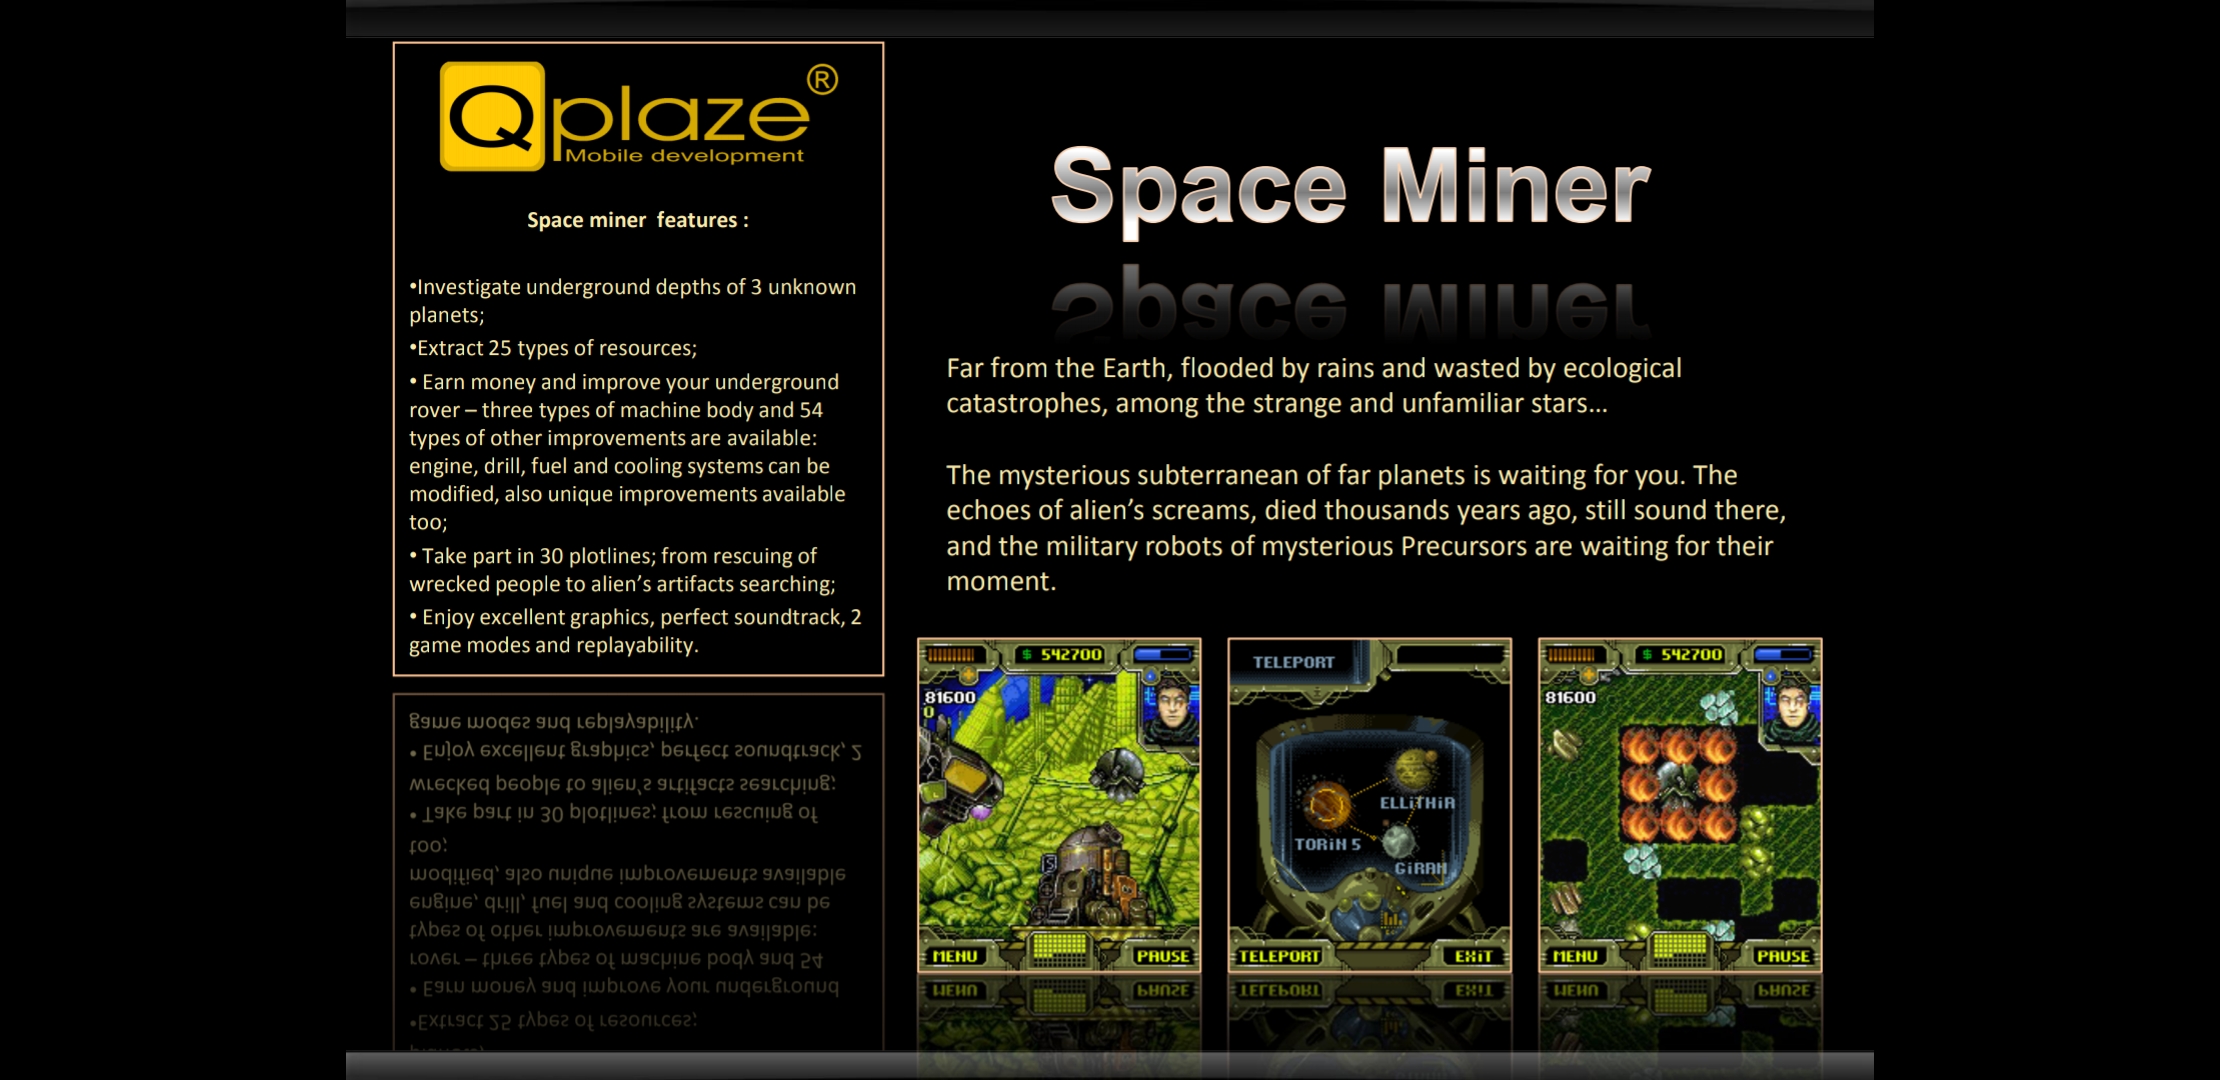 Qplaze®
Mobile development
Space miner  features :
•Investigate underground depths of 3 unknown
planets;
•Extract 25 types of resources;
• Earn money and improve your underground
rover – three types of machine body and 54
types of other improvements are available:
engine, drill, fuel and cooling systems can be
modified, also unique improvements available
too;
• Take part in 30 plotlines; from rescuing of
wrecked people to alien’s artifacts searching;
• Enjoy excellent graphics, perfect soundtrack, 2
game modes and replayability.
Space Miner
Far from the Earth, flooded by rains and wasted by ecological
catastrophes, among the strange and unfamiliar stars…
The mysterious subterranean of far planets is waiting for you. The
echoes of alien’s screams, died thousands years ago, still sound there,
and the military robots of mysterious Precursors are waiting for their
moment.
$ 542700
81600
0
MENU
PAUSE
TELEPORT
ELLiTHiR
TORiN 5
GiRAN
TELEPORT
EXiT
$ 542700
81600
MENU
PAUSE